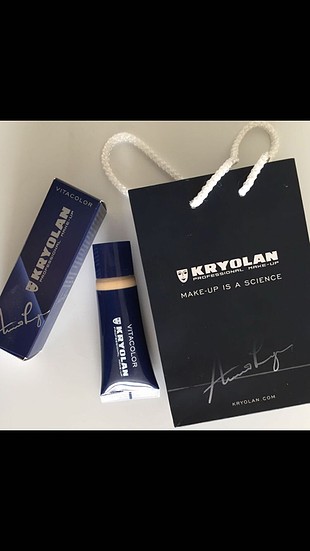 VITACOLOR
KRYOLAN
PROFESSIONAL MAKE-UP
VITACOLOR
KRYOLAN
KRYOLAN
PROFESSIONAL MAKE-UP
MAKE-UP IS A SCIENCE
KRYOLAN.COM